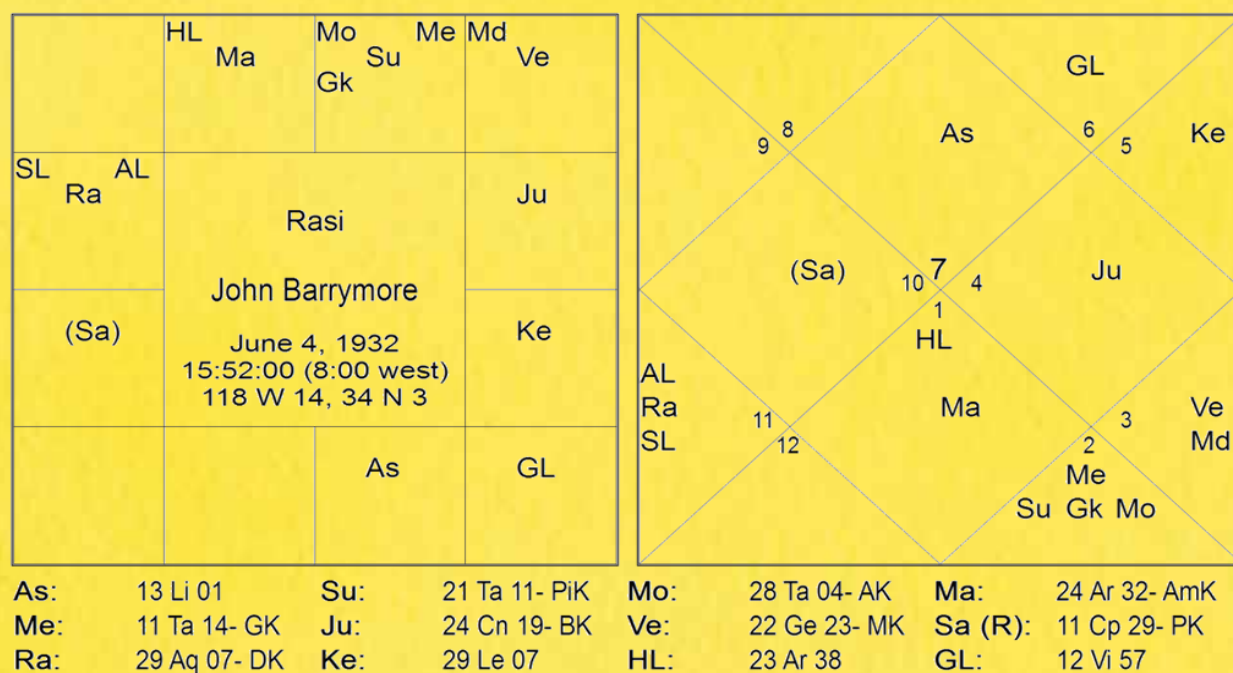 HL
Ma
Mo Me
Su
Gk
Md
Ve
SL AL
Ra
Ju
(Sa)
Ke
As
GL
Rasi
John Barrymore
June 4, 1932
15:52:00 (8:00 west)
118 W 14, 34 N 3
GL
8 As 6 Ke
9 5
(Sa) 7 Ju
10 4
1
HL
AL
Ra Ma Ve
11 3
SL Md
12 2
Me
Su Gk Mo
As: 13 Li 01 Su: 21 Ta 11- PiK Mo: 28 Ta 04- AK Ma: 24 Ar 32- AmK
Me: 11 Ta 14- GK Ju: 24 Cn 19- BK Ve: 22 Ge 23- MK Sa (R): 11 Cp 29- PK
Ra: 29 Aq 07- DK Ke: 29 Le 07 HL: 23 Ar 38 GL: 12 Vi 57